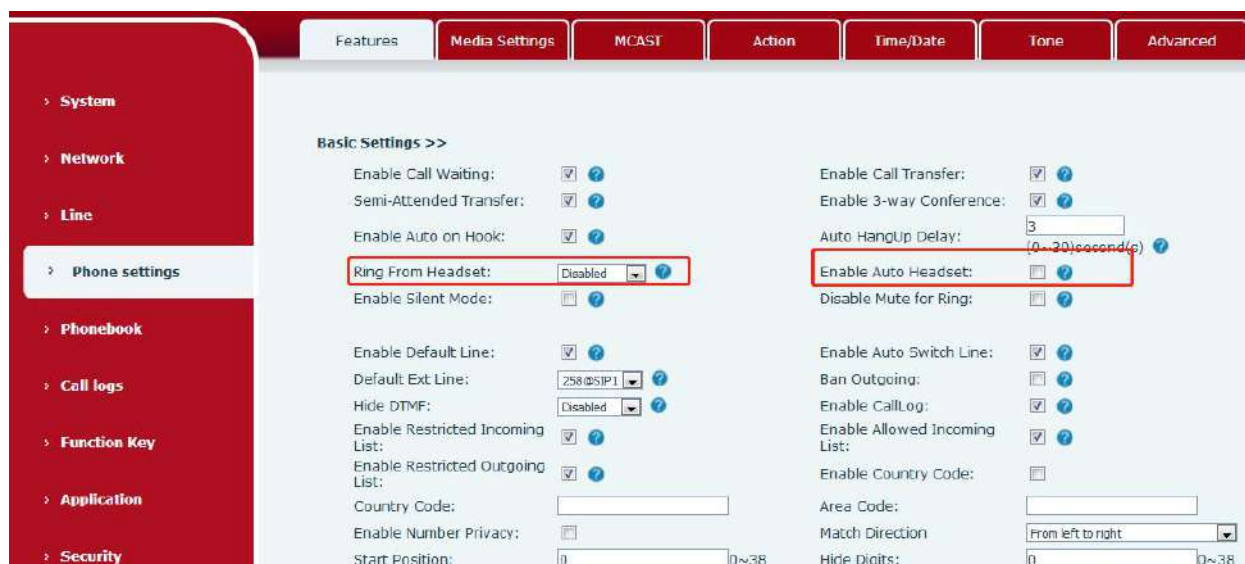 Features
Media Settings
MCAST
Action
Time/Date
Tone
Advanced
› System
› Network
› Line
› Phone settings
› Phonebook
› Call logs
› Function Key
› Application
› Security
Basic Settings >>
Enable Call Waiting:
Enable Call Transfer:
Semi-Attended Transfer:
Enable 3-way Conference:
Enable Auto on Hook:
Auto HangUp Delay:
3
(0~30)second(s)
Ring From Headset:
Disabled
Enable Auto Headset:
Enable Silent Mode:
Disable Mute for Ring:
Enable Default Line:
Enable Auto Switch Line:
Default Ext Line:
258@SIP1
Ban Outgoing:
Hide DTMF:
Disabled
Enable CallLog:
Enable Restricted Incoming
List:
Enable Allowed Incoming
List:
Enable Restricted Outgoing
List:
Enable Country Code:
Country Code:
Area Code:
Enable Number Privacy:
Match Direction
From left to right
Start Position:
0
0~38
Hide Digits:
0
0~38